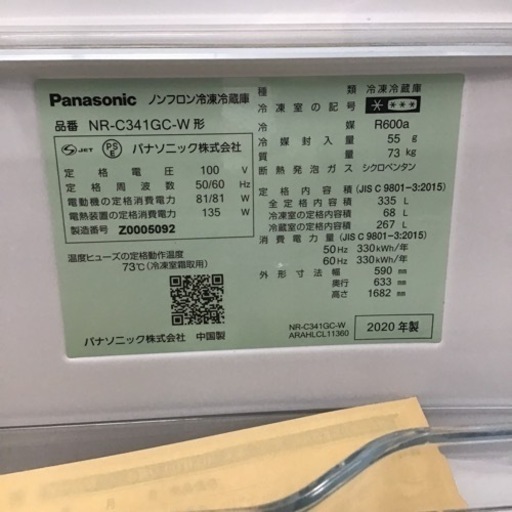 Panasonic ノンフロン冷凍冷蔵庫
品番 NR-C341GC-W 形
S JET PS E パナソニック株式会社
定格電圧 100 V
定格周波数 50/60 Hz
電動機の定格消費電力 81/81 W
電熱装置の定格消費電力 135 W
製造番号 Z0005092
温度ヒューズの定格動作温度
73℃(冷凍室霜取用)
パナソニック株式会社 中国製
種類 冷凍冷蔵庫
冷凍室の記号
冷媒 R600a
冷媒封入量 55 g
質量 73 kg
断熱発泡ガス シクロペンタン
定格内容積 (JIS C 9801-3:2015)
全定格内容積 335 L
冷凍室の定格内容積 68 L
冷蔵室の定格内容積 267 L
消費電力量 (JIS C 9801-3:2015)
50 Hz 330 kWh/年
60 Hz 330 kWh/年
外形寸法 幅 590 mm
奥行 633 mm
高さ 1682 mm
NR-C341GC-W
ARAHLCL11360
2020 年製